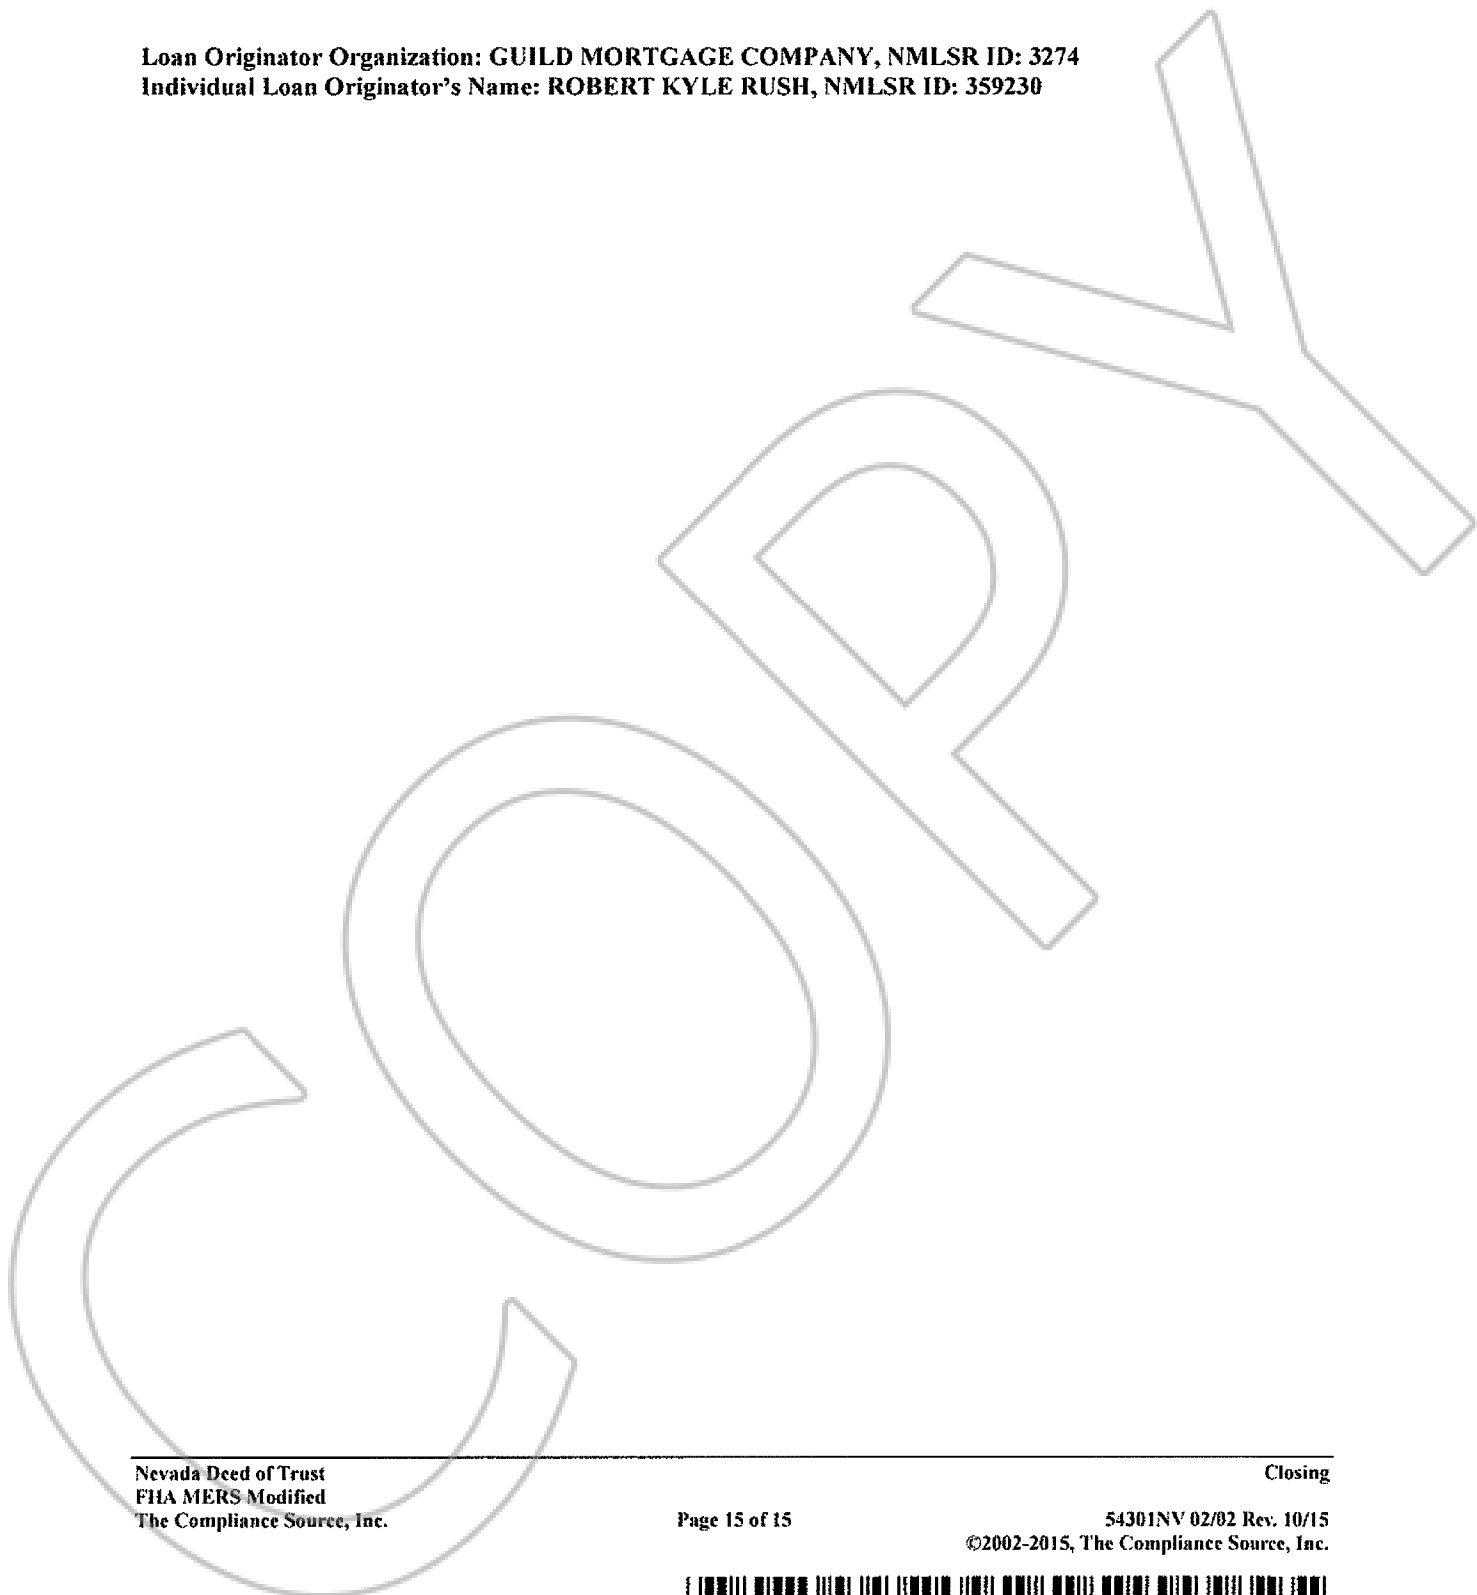 Loan Originator Organization: GUILD MORTGAGE COMPANY, NMLSR ID: 3274
Individual Loan Originator's Name: ROBERT KYLE RUSH, NMLSR ID: 359230
COPY
Nevada Deed of Trust
Closing
FHA MERS Modified
The Compliance Source, Inc.
Page 15 of 15
54301NV 02/02 Rev. 10/15
©2002-2015, The Compliance Source, Inc.